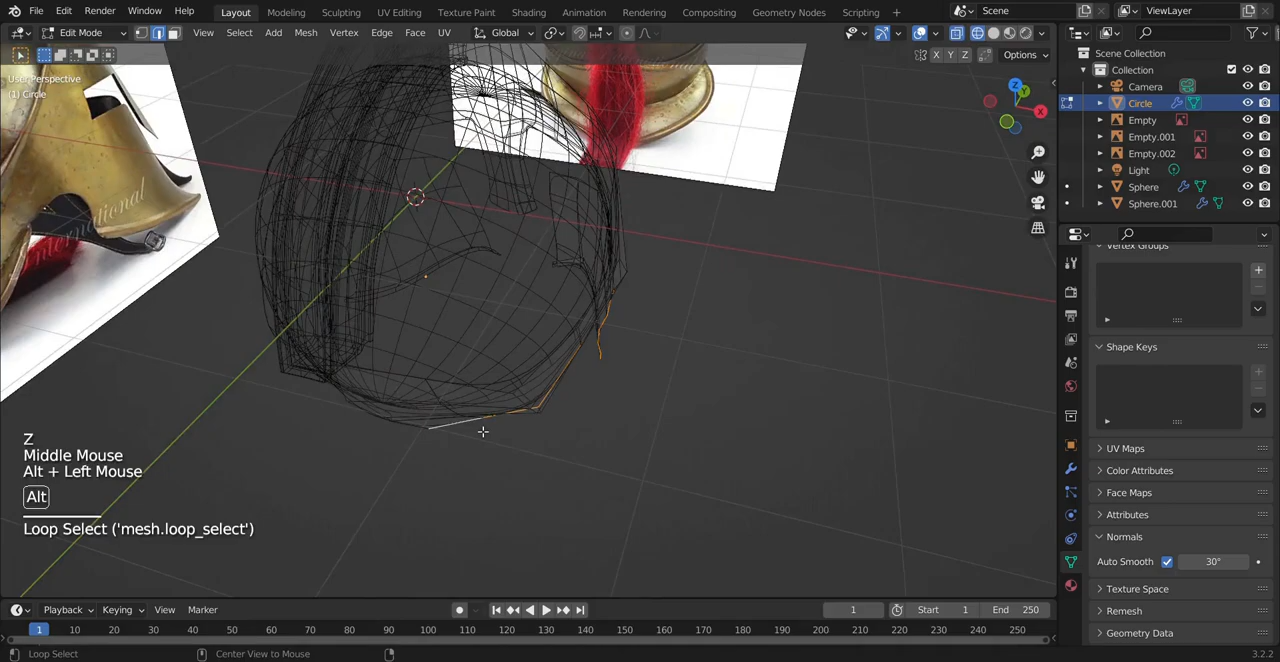 File Edit Render Window Help Layout Modeling Sculpting UV Editing Texture Paint Shading Animation Rendering Compositing Geometry Nodes Scripting + Scene ViewLayer
Edit Mode View Select Add Mesh Vertex Edge Face UV Global
X Y Z Options
User Perspective
(1) Circle
Z
Y
X
Scene Collection
Collection
Camera
Circle
Empty
Empty.001
Empty.002
Light
Sphere
Sphere.001
Vertex Groups
Shape Keys
UV Maps
Color Attributes
Face Maps
Attributes
Normals
Auto Smooth 30°
Texture Space
Remesh
Geometry Data
national
Z
Middle Mouse
Alt + Left Mouse
Alt
Loop Select ('mesh.loop_select')
Playback Keying View Marker 1 Start 1 End 250
1 10 20 30 40 50 60 70 80 90 100 110 120 130 140 150 160 170 180 190 200 210 220 230 240 250
Loop Select Center View to Mouse 3.2.2